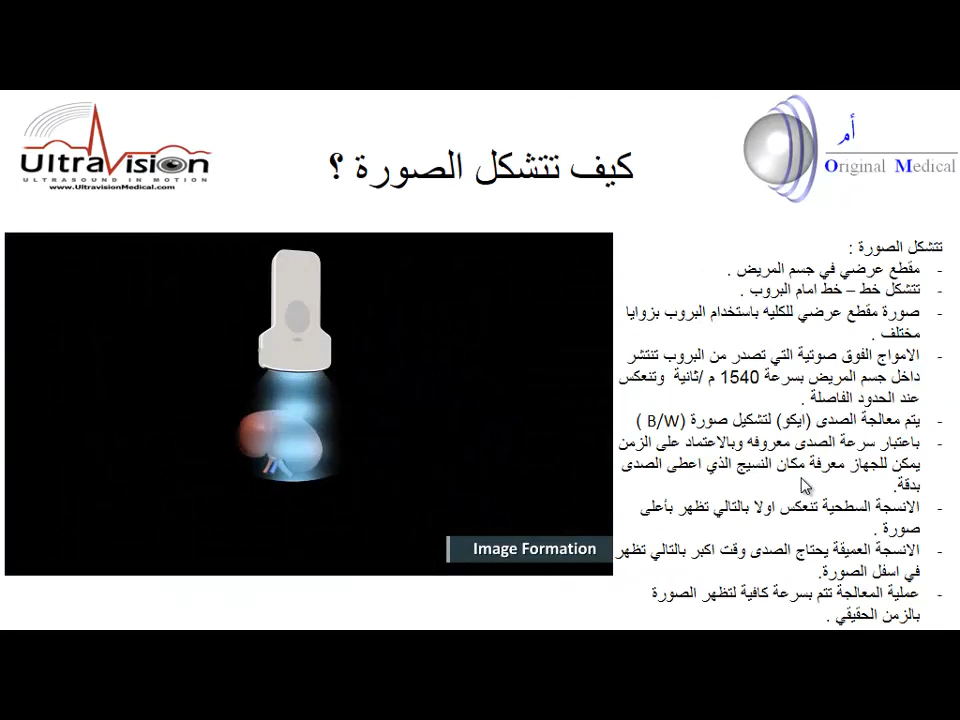 UltraVision
ULTRASOUND IN MOTION
www.UltravisionMedical.com
كيف تتشكل الصورة ؟
أم
Original Medical
تتشكل الصورة :
- مقطع عرضي في جسم المريض .
- تتشكل خط – خط امام البروب .
- صورة مقطع عرضي للكليه باستخدام البروب بزوايا
مختلف .
- الامواج الفوق صوتية التي تصدر من البروب تنتشر
داخل جسم المريض بسرعة 1540 م /ثانية وتنعكس
عند الحدود الفاصلة .
- يتم معالجة الصدى (ايكو) لتشكيل صورة (B/W )
- باعتبار سرعة الصدى معروفه وبالاعتماد على الزمن
يمكن للجهاز معرفة مكان النسيج الذي اعطى الصدى
بدقة.
- الانسجة السطحية تنعكس اولا بالتالي تظهر بأعلى
صورة .
- الانسجة العميقة يحتاج الصدى وقت اكبر بالتالي تظهر
في اسفل الصورة.
- عملية المعالجة تتم بسرعة كافية لتظهر الصورة
بالزمن الحقيقي .
Image Formation